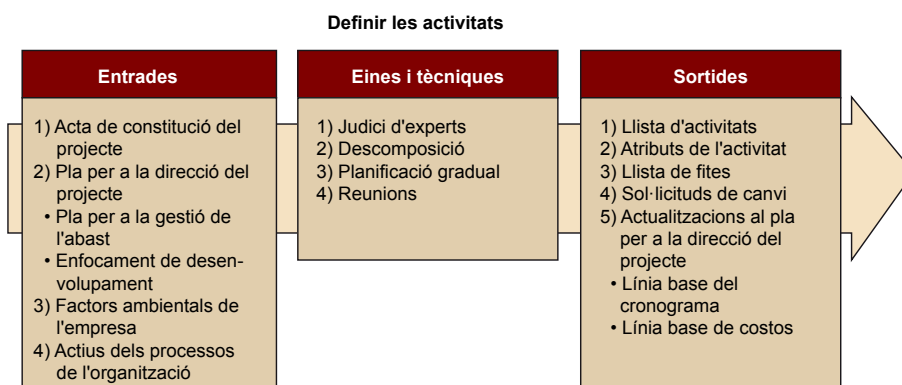 Definir les activitats
Entrades
1) Acta de constitució del
projecte
2) Pla per a la direcció del
projecte
• Pla per a la gestió de
l'abast
• Enfocament de desen-
volupament
3) Factors ambientals de
l'empresa
4) Actius dels processos
de l'organització
Eines i tècniques
1) Judici d'experts
2) Descomposició
3) Planificació gradual
4) Reunions
Sortides
1) Llista d'activitats
2) Atributs de l'activitat
3) Llista de fites
4) Sol·licituds de canvi
5) Actualitzacions al pla
per a la direcció del
projecte
• Línia base del
cronograma
• Línia base de costos